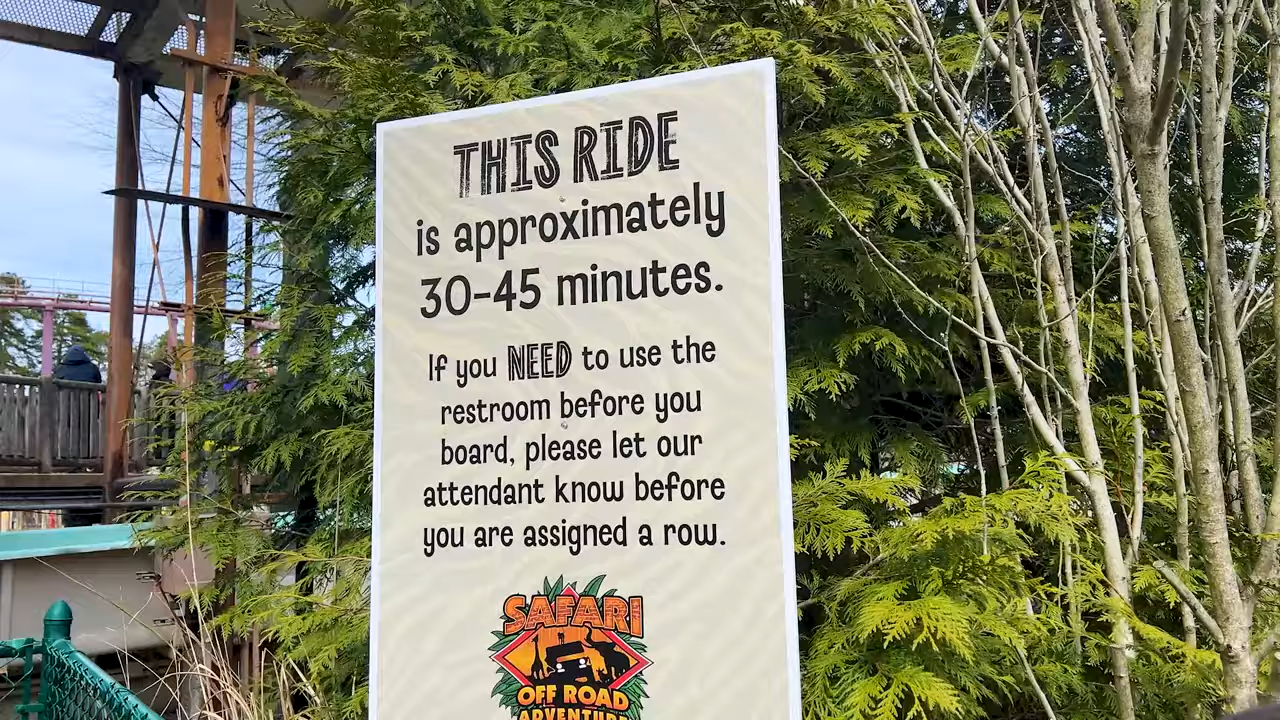 THIS RIDE
is approximately
30-45 minutes.
If you NEED to use the
restroom before you
board, please let our
attendant know before
you are assigned a row.
SAFARI
OFF ROAD
ADVENTURE